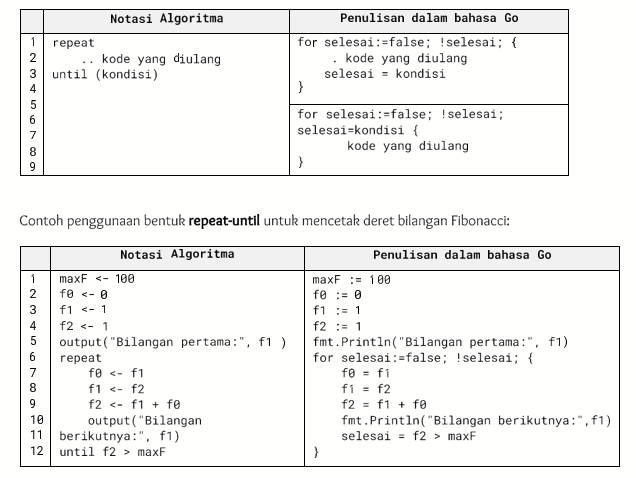 Notasi Algoritma Penulisan dalam bahasa Go
1 repeat for selesai:=false; !selesai; {
2 .. kode yang diulang . kode yang diulang
3 until (kondisi) selesai = kondisi
4 }
5
6 for selesai:=false; !selesai;
7 selesai=kondisi {
8 kode yang diulang
9 }
Contoh penggunaan bentuk repeat-until untuk mencetak deret bilangan Fibonacci:
Notasi Algoritma Penulisan dalam bahasa Go
1 maxF <- 100 maxF := 100
2 f0 <- 0 f0 := 0
3 f1 <- 1 f1 := 1
4 f2 <- 1 f2 := 1
5 output("Bilangan pertama:", f1 ) fmt.Println("Bilangan pertama:", f1)
6 repeat for selesai:=false; !selesai; {
7 f0 <- f1 f0 = f1
8 f1 <- f2 f1 = f2
9 f2 <- f1 + f0 f2 = f1 + f0
10 output("Bilangan fmt.Println("Bilangan berikutnya:",f1)
11 berikutnya:", f1) selesai = f2 > maxF
12 until f2 > maxF }